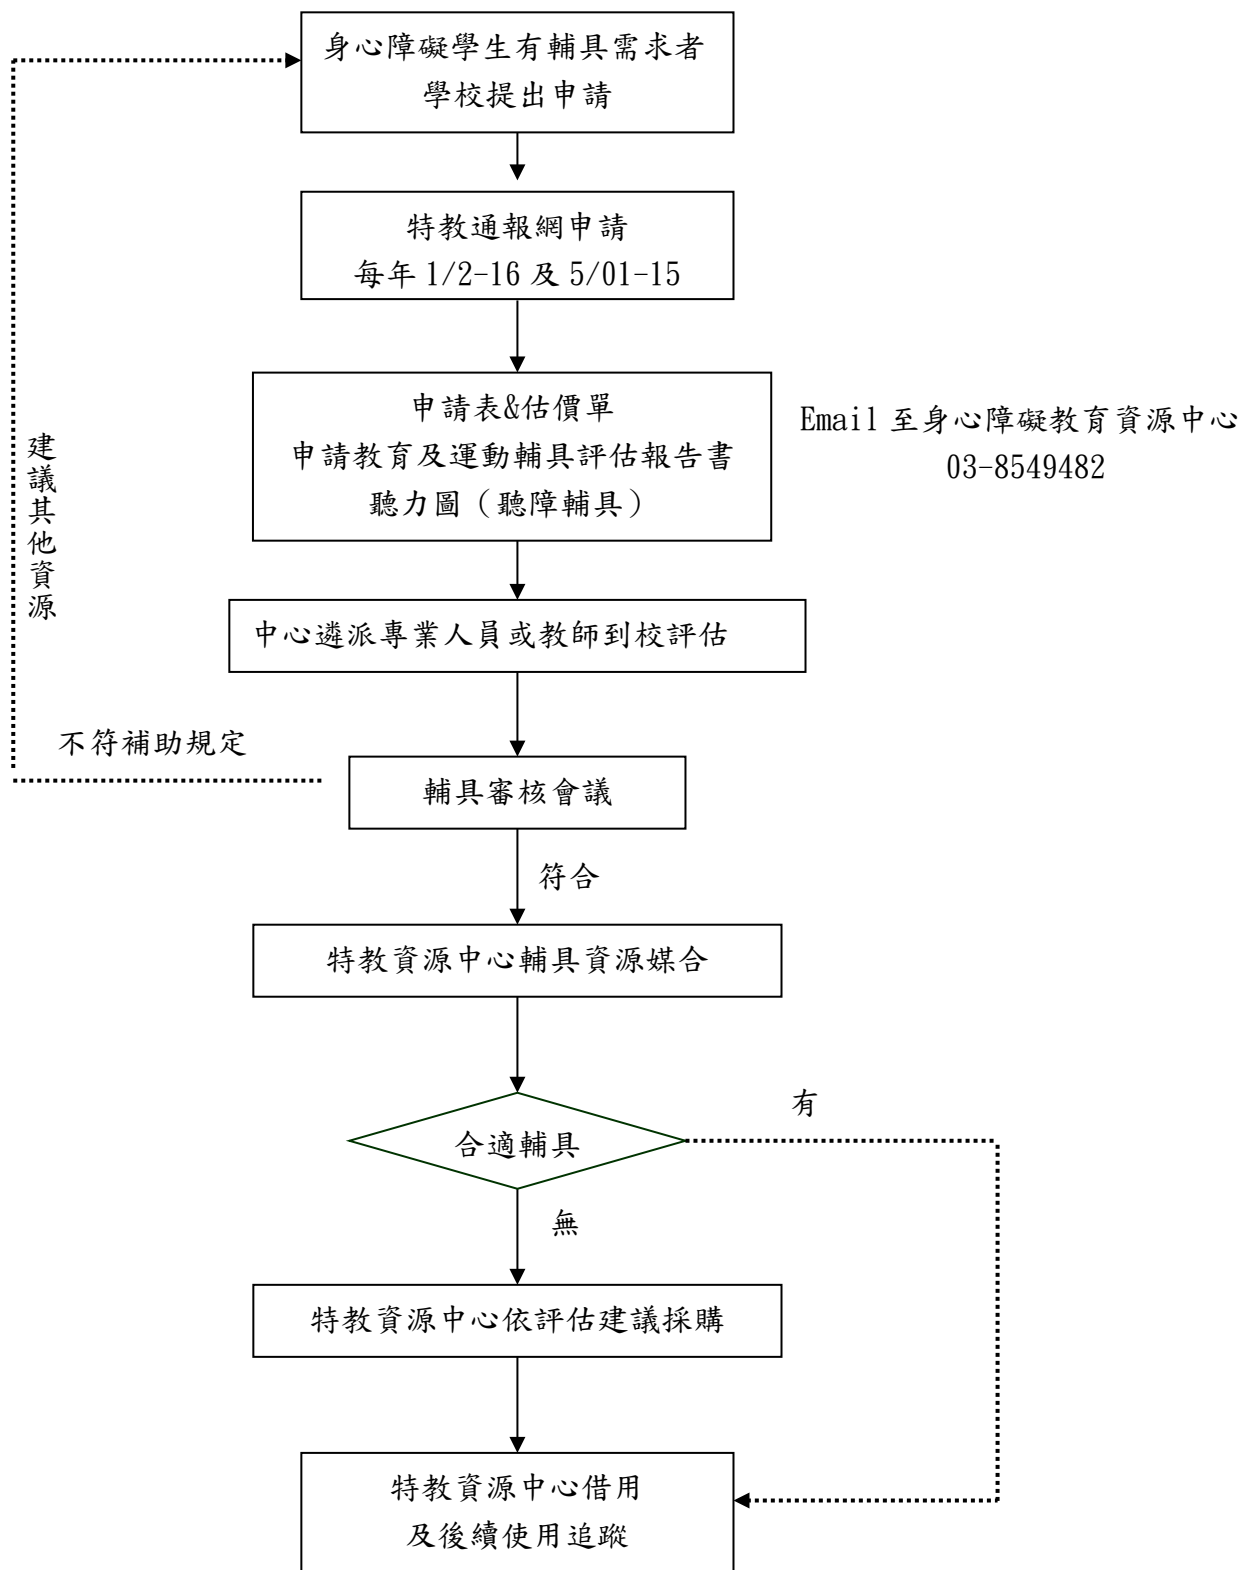 身心障礙學生有輔具需求者
學校提出申請
特教通報網申請
每年 1/2-16 及 5/01-15
申請表&估價單
申請教育及運動輔具評估報告書
聽力圖（聽障輔具）
Email 至身心障礙教育資源中心
03-8549482
建議其他資源
中心遴派專業人員或教師到校評估
不符補助規定
輔具審核會議
符合
特教資源中心輔具資源媒合
有
合適輔具
無
特教資源中心依評估建議採購
特教資源中心借用
及後續使用追蹤